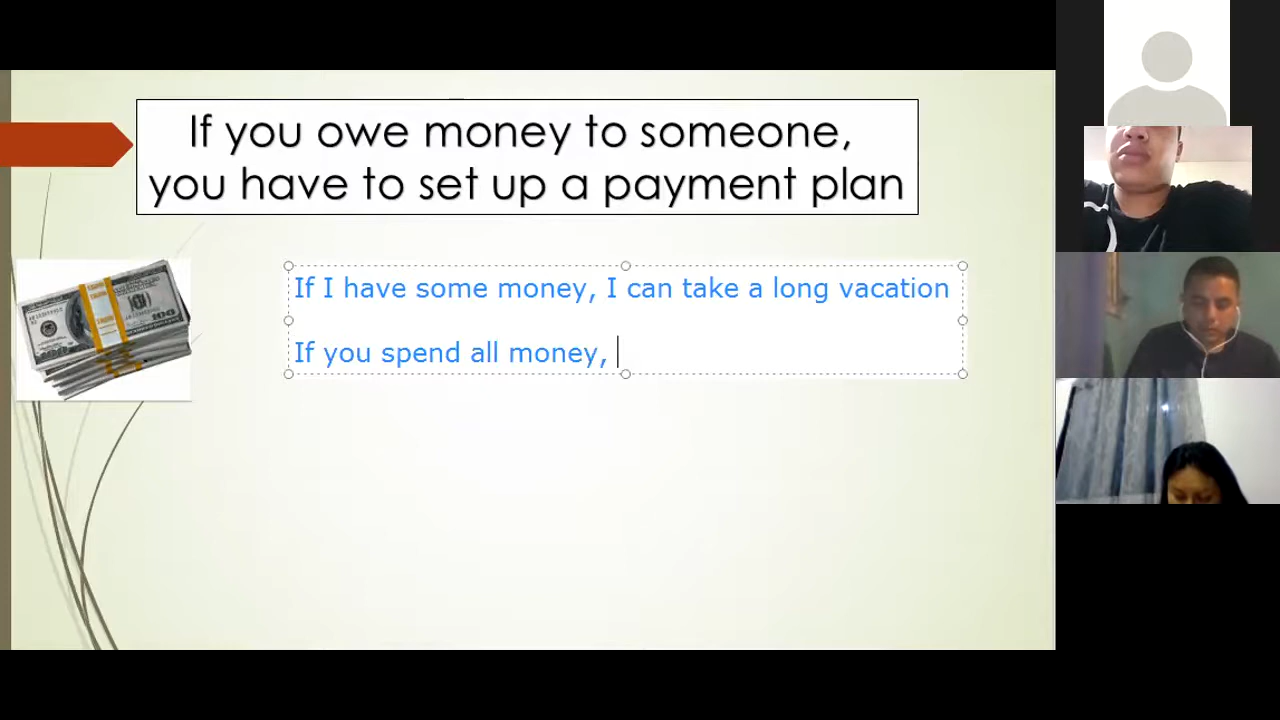 If you owe money to someone,
you have to set up a payment plan
If I have some money, I can take a long vacation
If you spend all money,
100